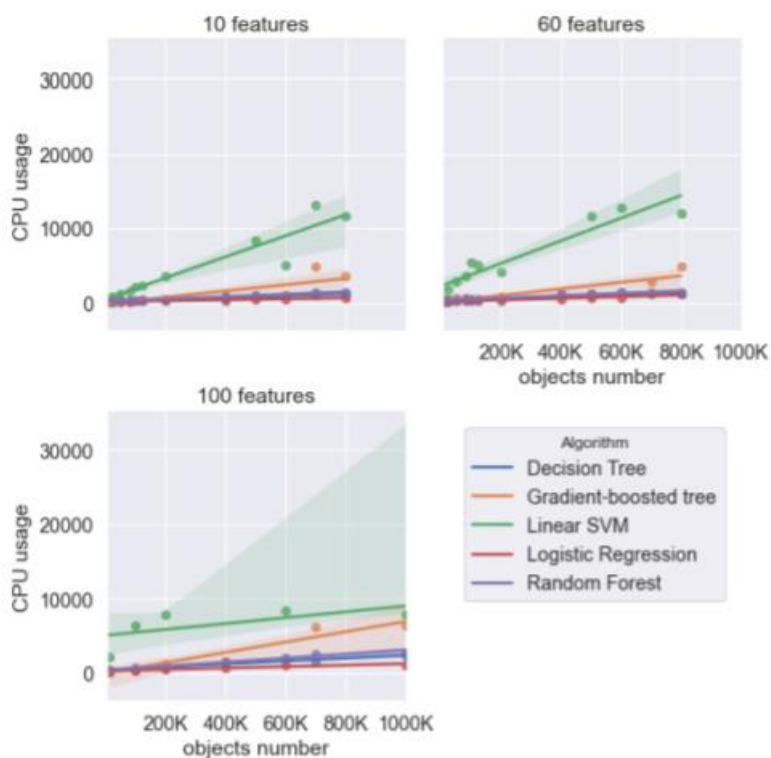 10 features
60 features
30000
20000
10000
0
CPU usage
200K 400K 600K 800K 1000K
objects number
100 features
30000
20000
10000
0
CPU usage
200K 400K 600K 800K 1000K
objects number
Algorithm
Decision Tree
Gradient-boosted tree
Linear SVM
Logistic Regression
Random Forest